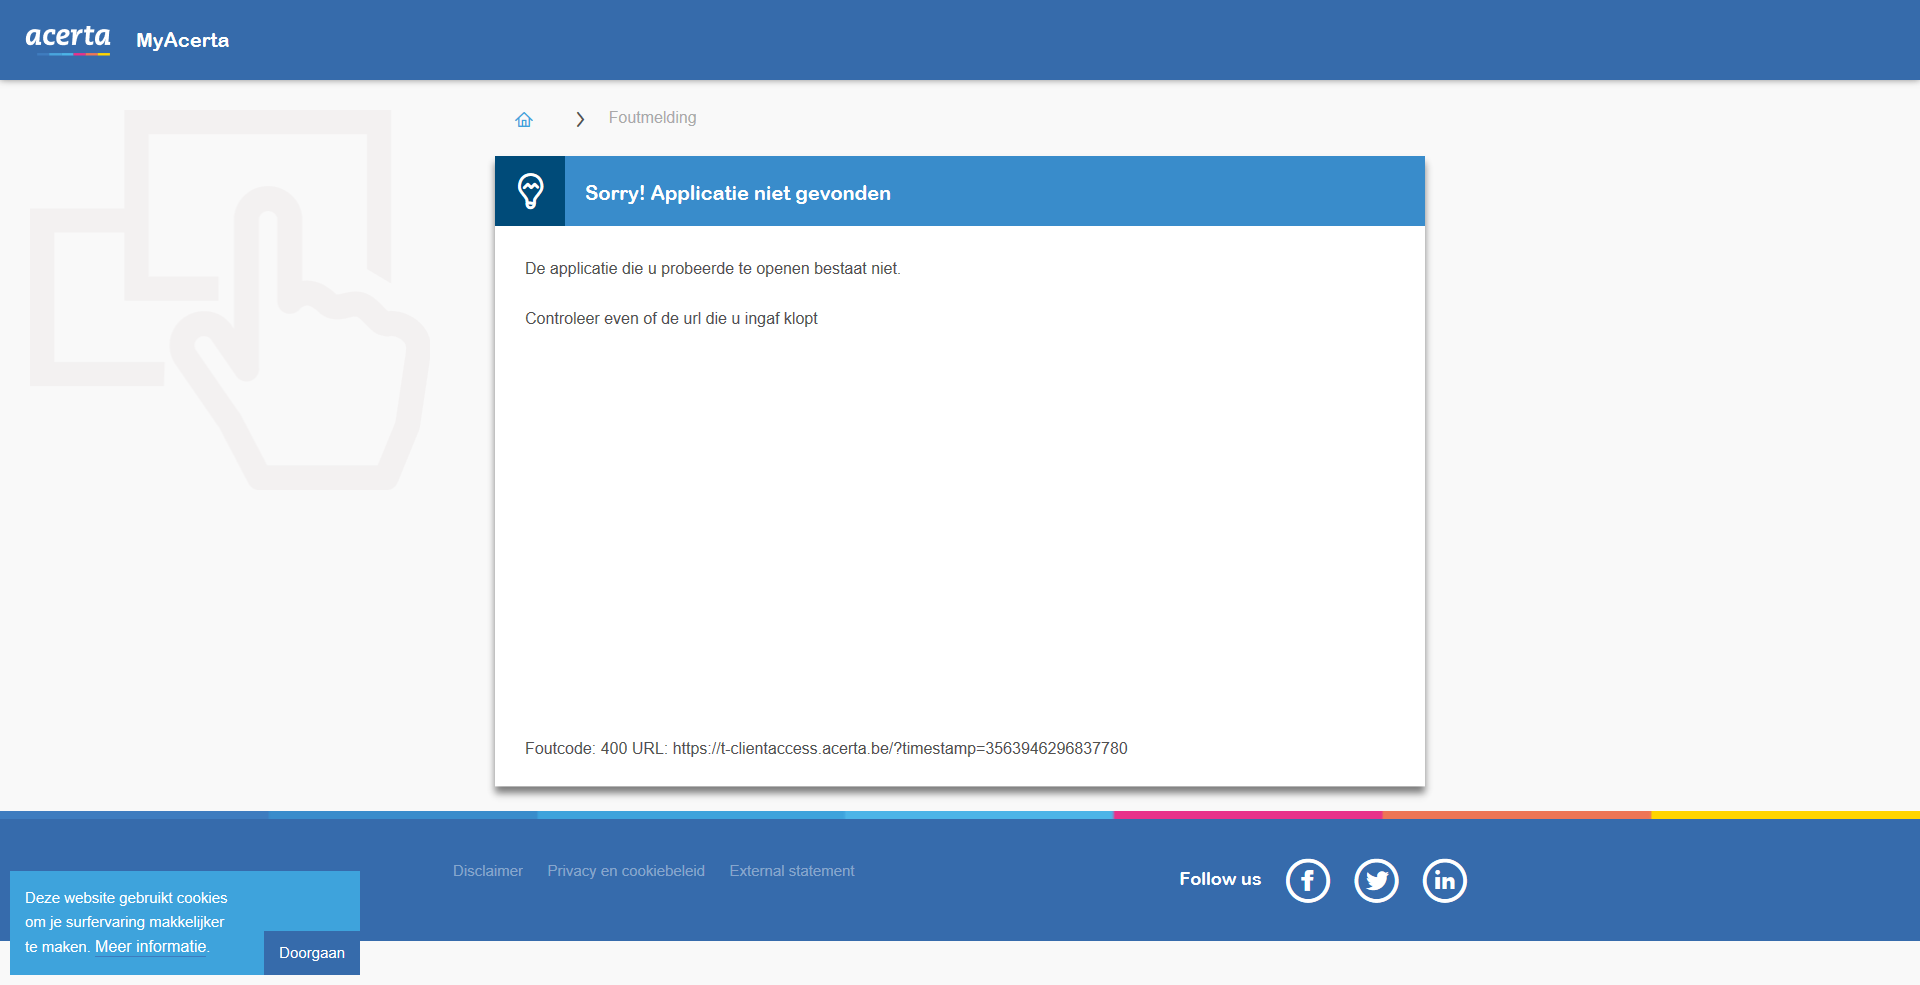 acerta
MyAcerta
Foutmelding
Sorry! Applicatie niet gevonden
De applicatie die u probeerde te openen bestaat niet.
Controleer even of de url die u ingaf klopt
Foutcode: 400 URL: https://t-clientaccess.acerta.be/?timestamp=3563946296837780
Disclaimer
Privacy en cookiebeleid
External statement
Follow us
Deze website gebruikt cookies
om je surfervaring makkelijker
te maken. Meer informatie.
Doorgaan